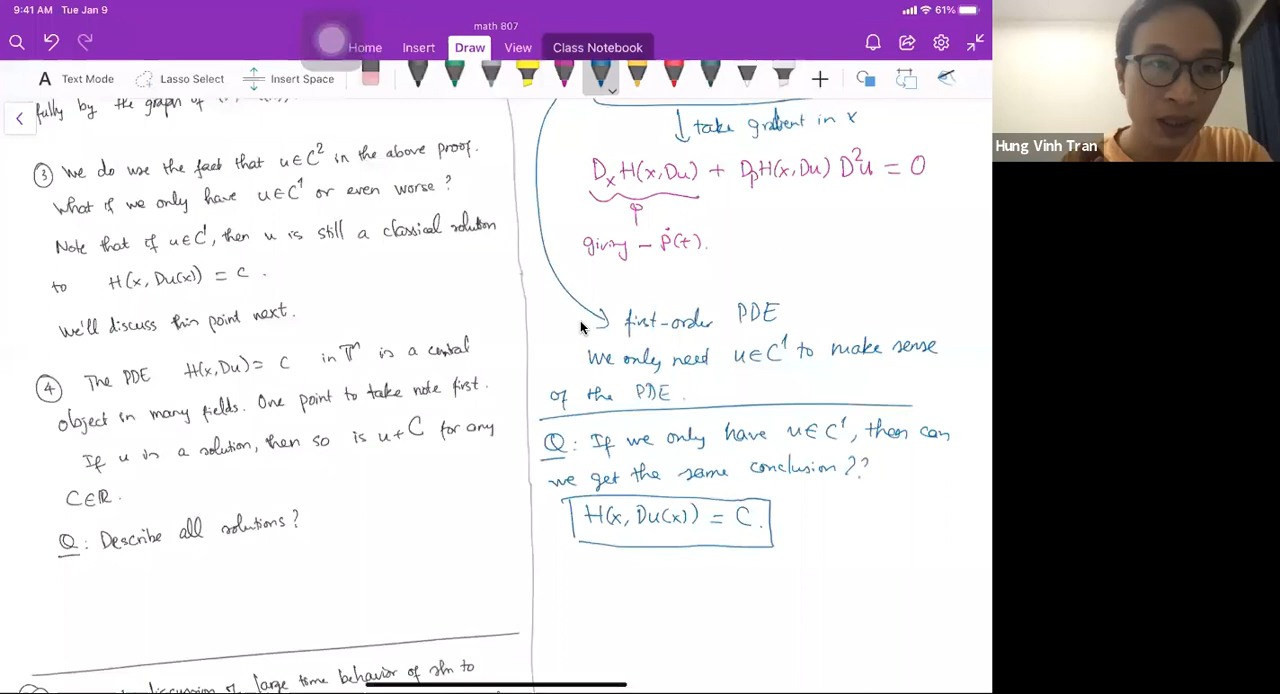 9:41 AM Tue Jan 9
61%
math 807
Home Insert Draw View Class Notebook
A Text Mode Lasso Select Insert Space
Hung Vinh Tran
fully by the graph of
③ We do use the fact that u∈C² in the above proof.
What if we only have u∈C¹ or even worse?
Note that if u∈C¹, then u is still a classical solution
to H(x, Du(x)) = c.
We'll discuss this point next.
④ The PDE H(x,Du) = c in Tⁿ is a central
object in many fields. One point to take note first.
If u is a solution, then so is u+C for any
C∈ℝ.
Q: Describe all solutions?
discussion of large time behavior of sln to
↓ take gradient in x
DₓH(x,Du) + DₚH(x,Du) D²u = 0
giving - ṗ(t).
first-order PDE
We only need u∈C¹ to make sense
of the PDE.
Q: If we only have u∈C¹, then can
we get the same conclusion??
H(x, Du(x)) = C.